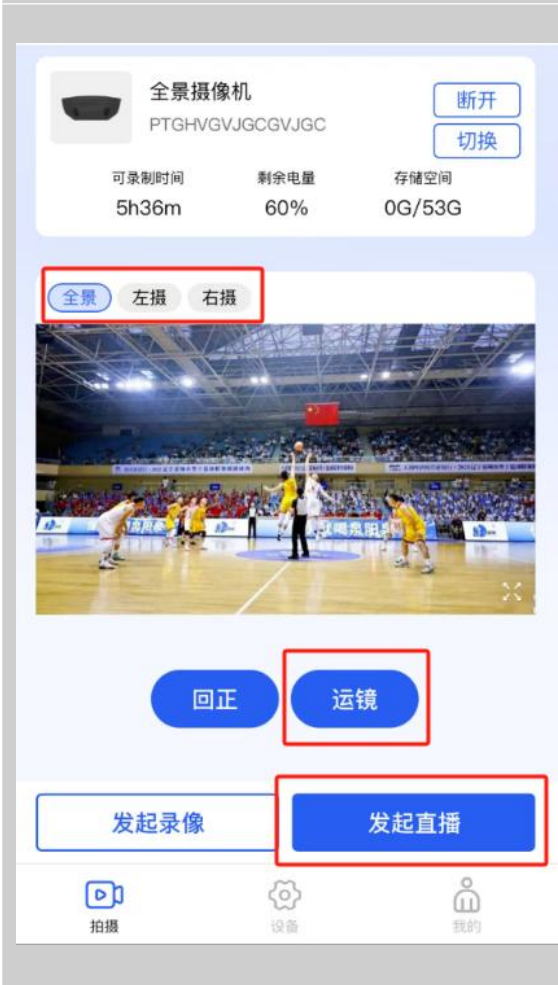 全景摄像机
断开
PTGHVGVJGCGVJGC
切换
可录制时间 剩余电量 存储空间
5h36m 60% 0G/53G
全景 左摄 右摄
回正 运镜
发起录像 发起直播
拍摄 设备 我的